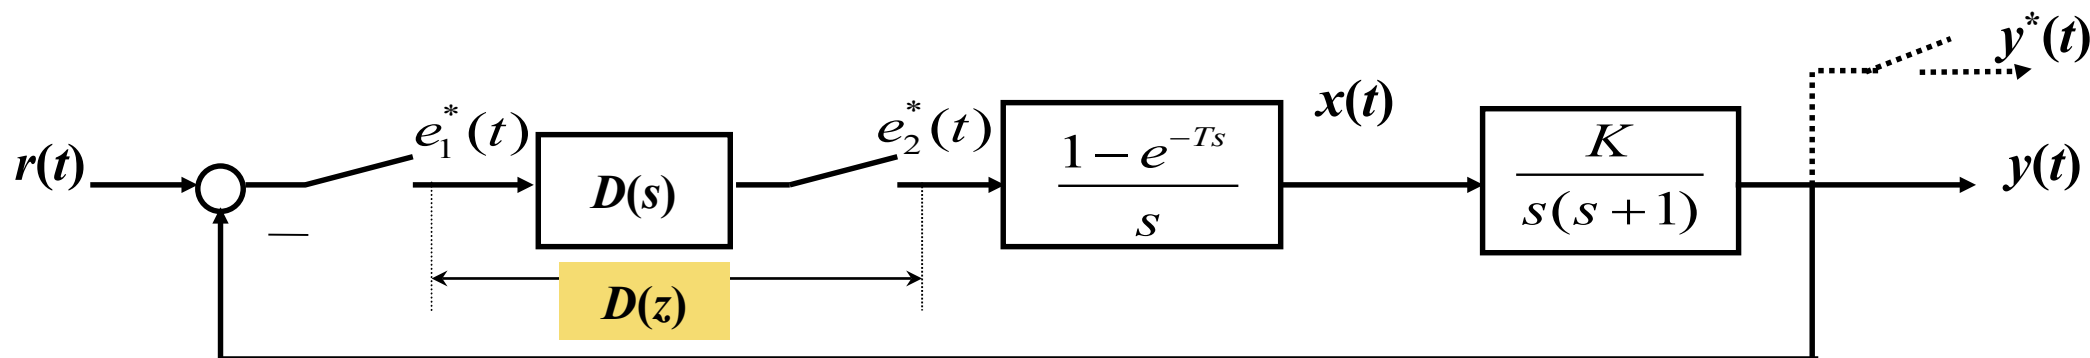 y*(t)
r(t)
e₁*(t)
D(s)
e₂*(t)
1 − e^{−Ts}
s
x(t)
K
s(s + 1)
y(t)
−
D(z)